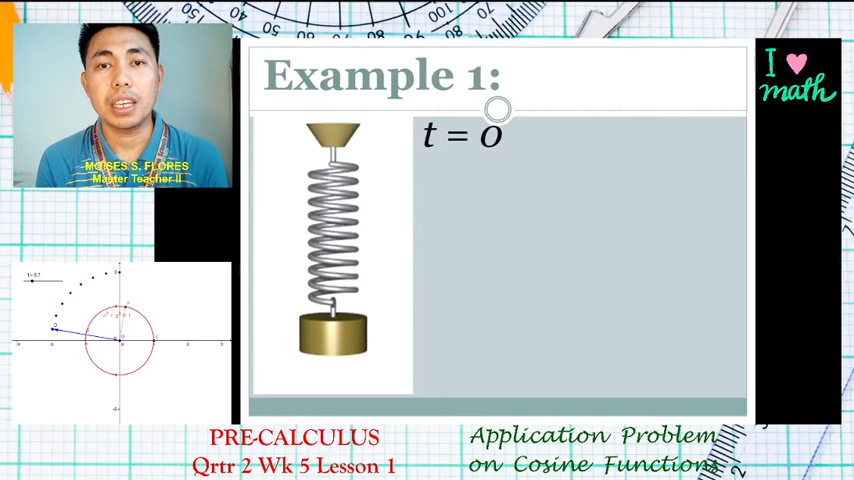 I ♥
math
Example 1:
t = 0
MOISES S. FLORES
Master Teacher II
PRE-CALCULUS
Qrtr 2 Wk 5 Lesson 1
Application Problem
on Cosine Functions